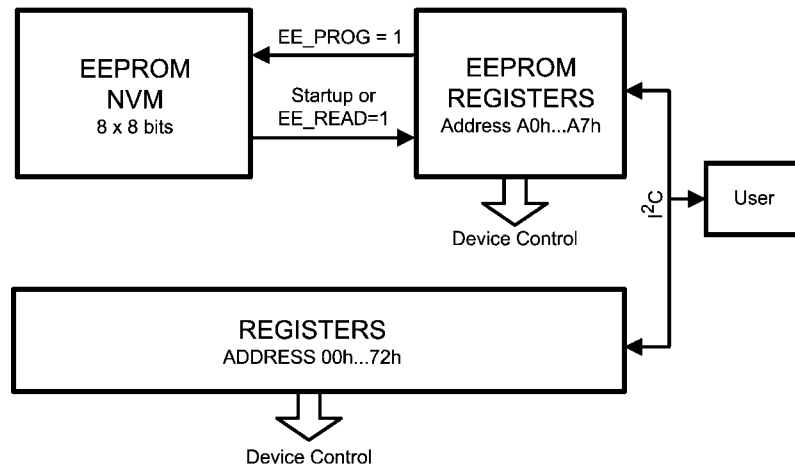 EEPROM
NVM
8 x 8 bits
EE_PROG = 1
Startup or
EE_READ=1
EEPROM
REGISTERS
Address A0h...A7h
Device Control
I²C
User
REGISTERS
ADDRESS 00h...72h
Device Control